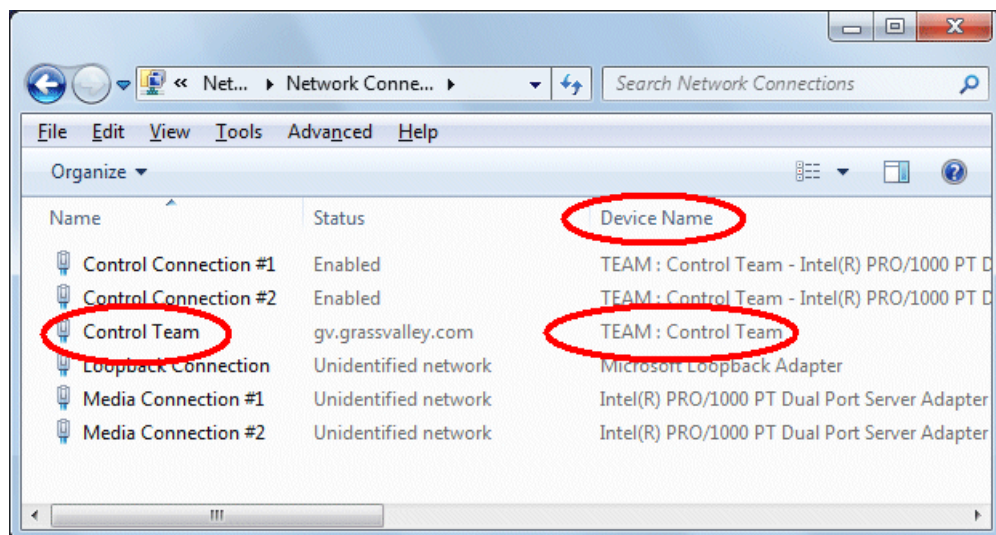 « Net... Network Conne...
Search Network Connections
File Edit View Tools Advanced Help
Organize
Name Status Device Name
Control Connection #1 Enabled TEAM : Control Team - Intel(R) PRO/1000 PT D
Control Connection #2 Enabled TEAM : Control Team - Intel(R) PRO/1000 PT D
Control Team gv.grassvalley.com TEAM : Control Team
Loopback Connection Unidentified network Microsoft Loopback Adapter
Media Connection #1 Unidentified network Intel(R) PRO/1000 PT Dual Port Server Adapter
Media Connection #2 Unidentified network Intel(R) PRO/1000 PT Dual Port Server Adapter